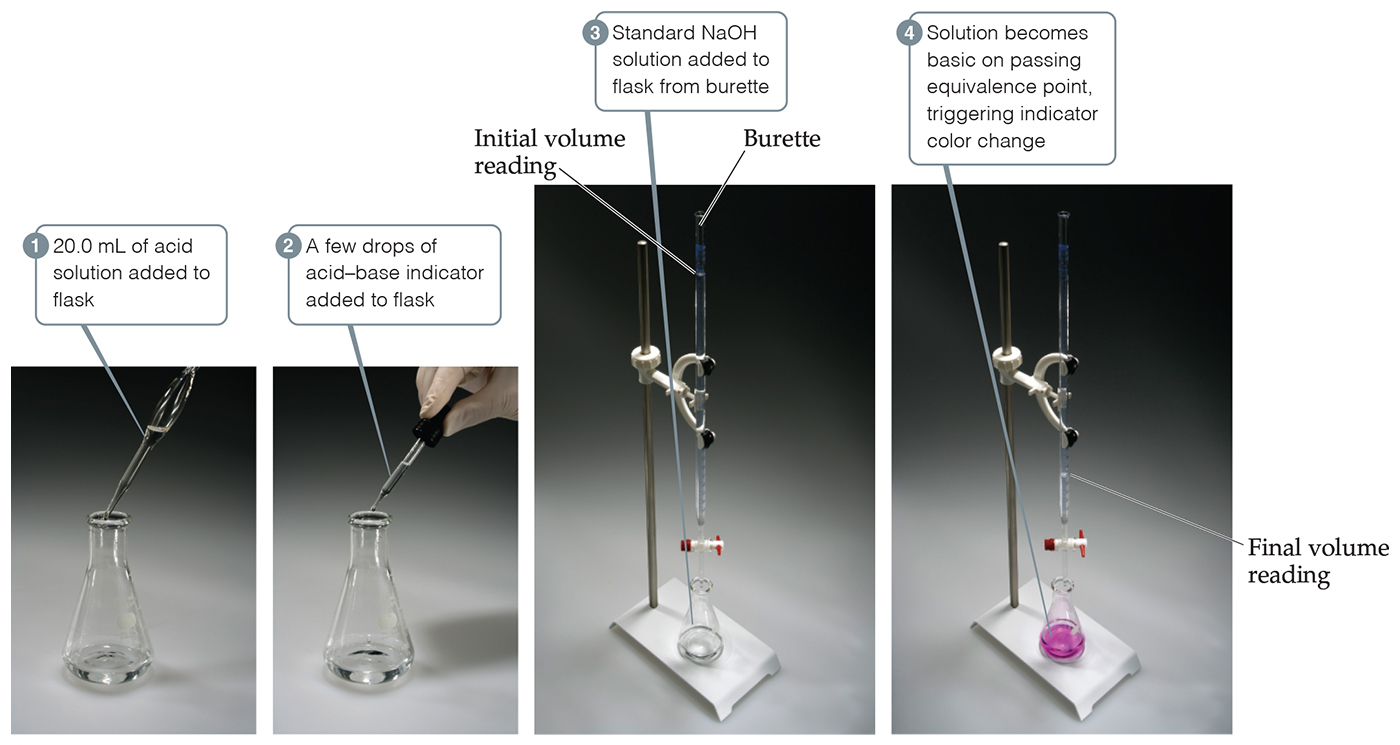 1 20.0 mL of acid
solution added to
flask
2 A few drops of
acid–base indicator
added to flask
3 Standard NaOH
solution added to
flask from burette
Initial volume
reading
Burette
4 Solution becomes
basic on passing
equivalence point,
triggering indicator
color change
Final volume
reading